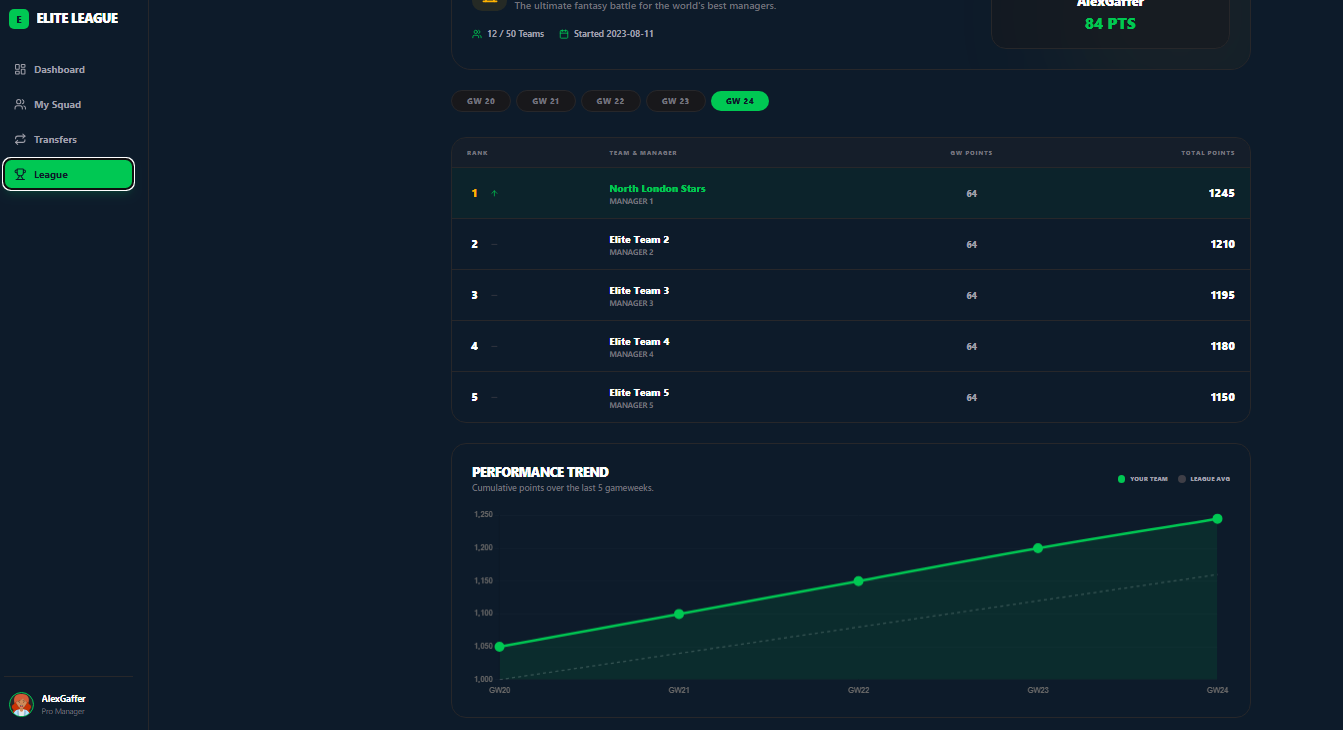 E ELITE LEAGUE
Dashboard
My Squad
Transfers
League
AlexGaffer
Pro Manager
The ultimate fantasy battle for the world's best managers.
12 / 50 Teams Started 2023-08-11
AlexGaffer
84 PTS
GW 20 GW 21 GW 22 GW 23 GW 24
RANK TEAM & MANAGER GW POINTS TOTAL POINTS
1 ↑ North London Stars 64 1245
MANAGER 1
2 – Elite Team 2 64 1210
MANAGER 2
3 – Elite Team 3 64 1195
MANAGER 3
4 – Elite Team 4 64 1180
MANAGER 4
5 – Elite Team 5 64 1150
MANAGER 5
PERFORMANCE TREND
Cumulative points over the last 5 gameweeks.
YOUR TEAM LEAGUE AVG
1,250
1,200
1,150
1,100
1,050
1,000
GW20 GW21 GW22 GW23 GW24